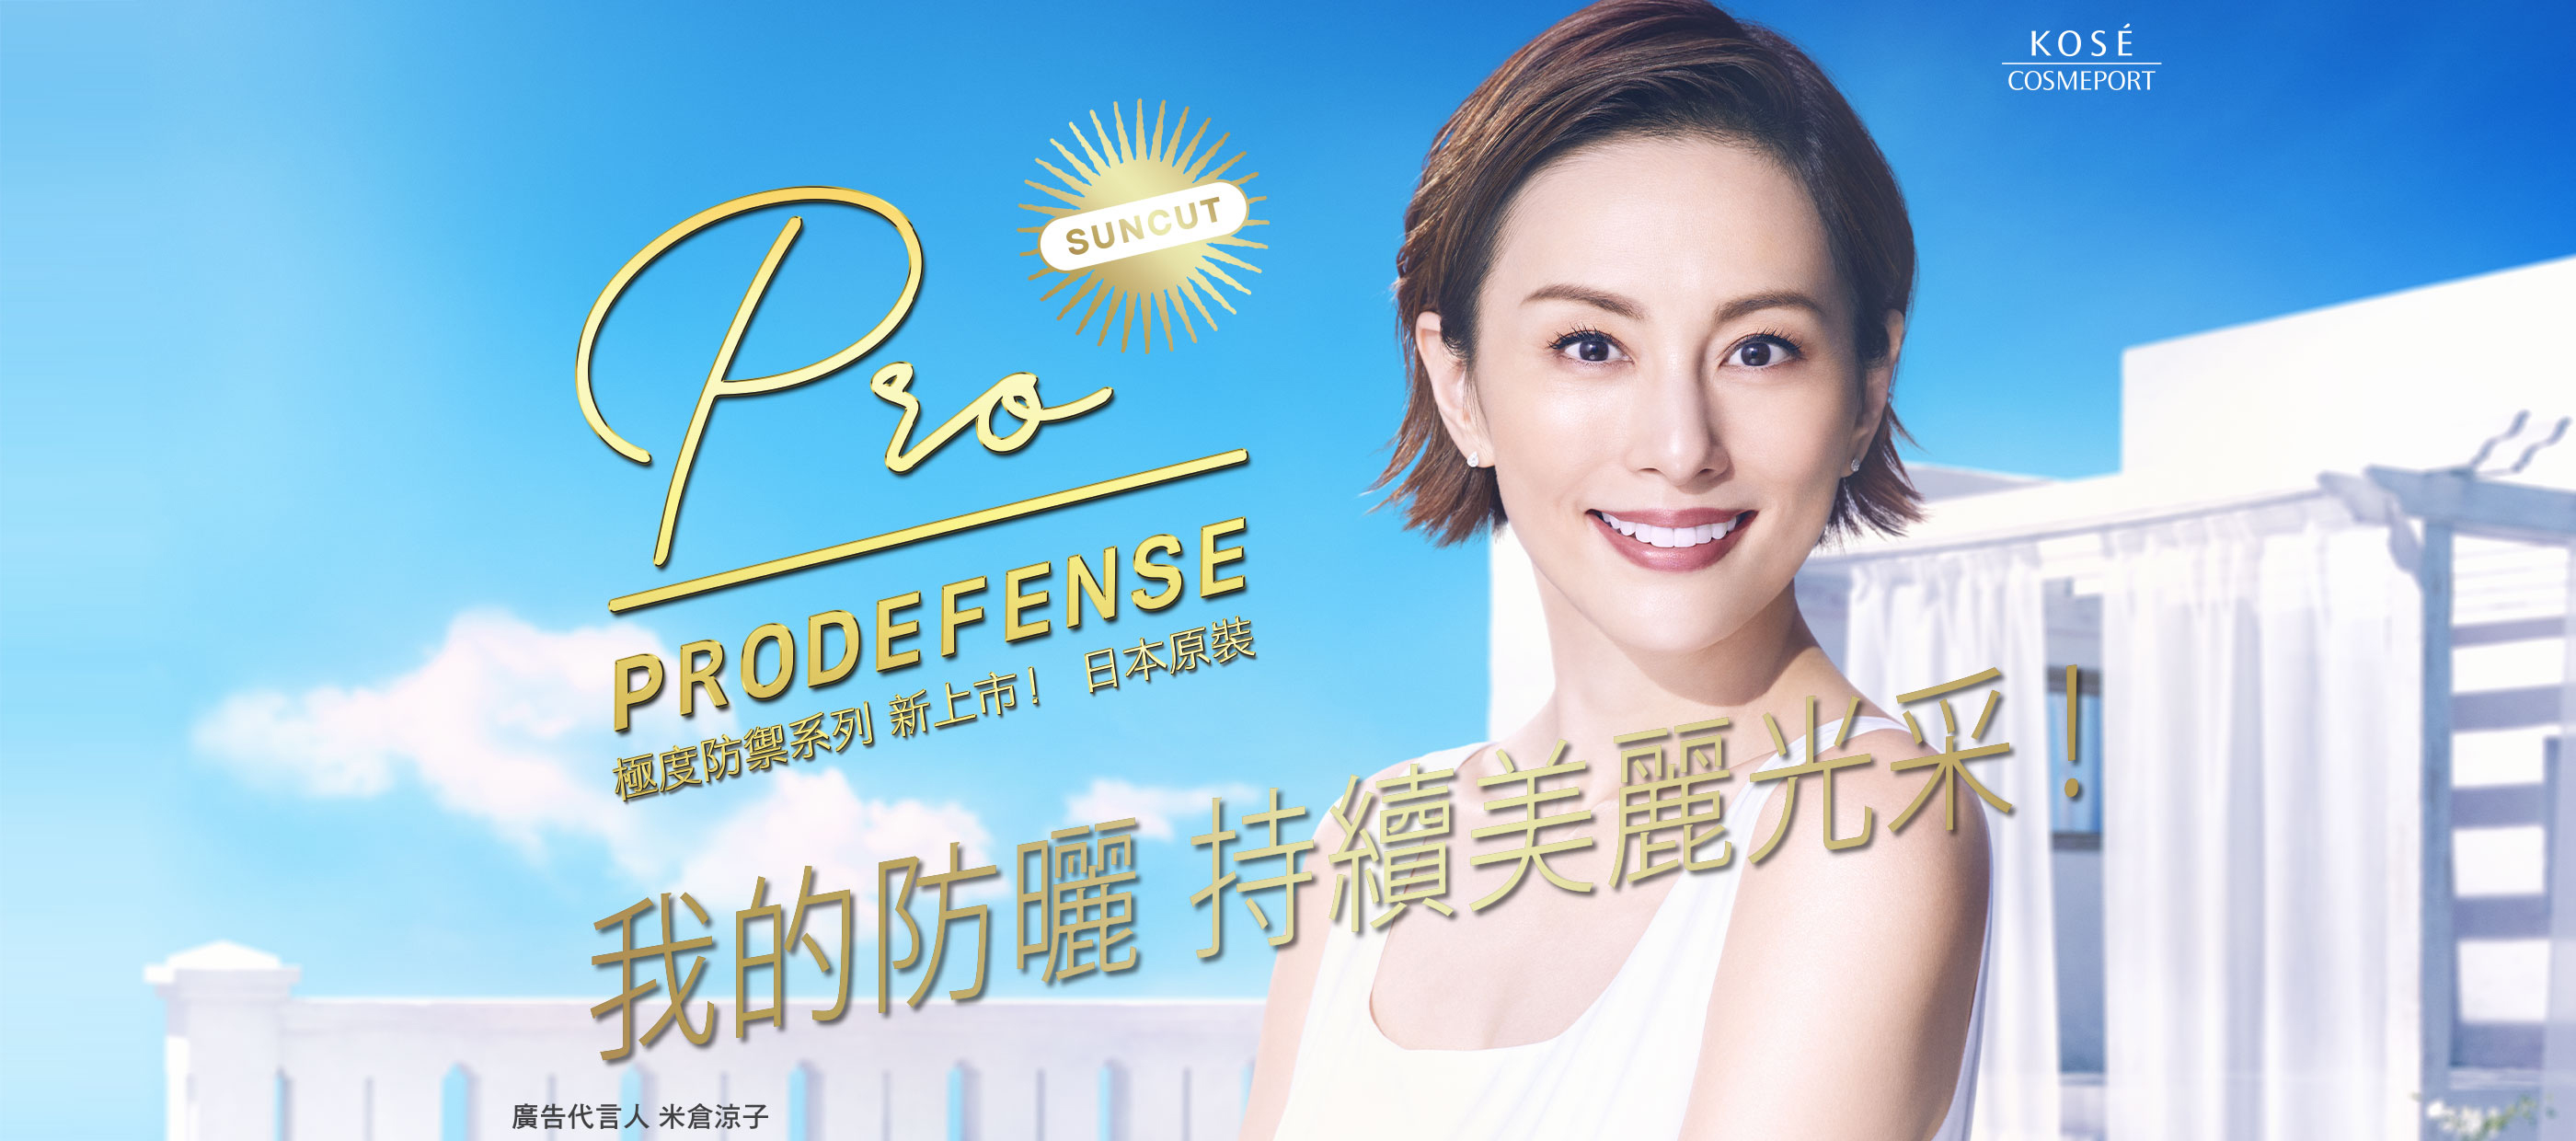 KOSÉ
COSMEPORT
SUNCUT
Pro
PRODEFENSE
極度防禦系列 新上市！ 日本原裝
我的防曬 持續美麗光采！
廣告代言人 米倉涼子